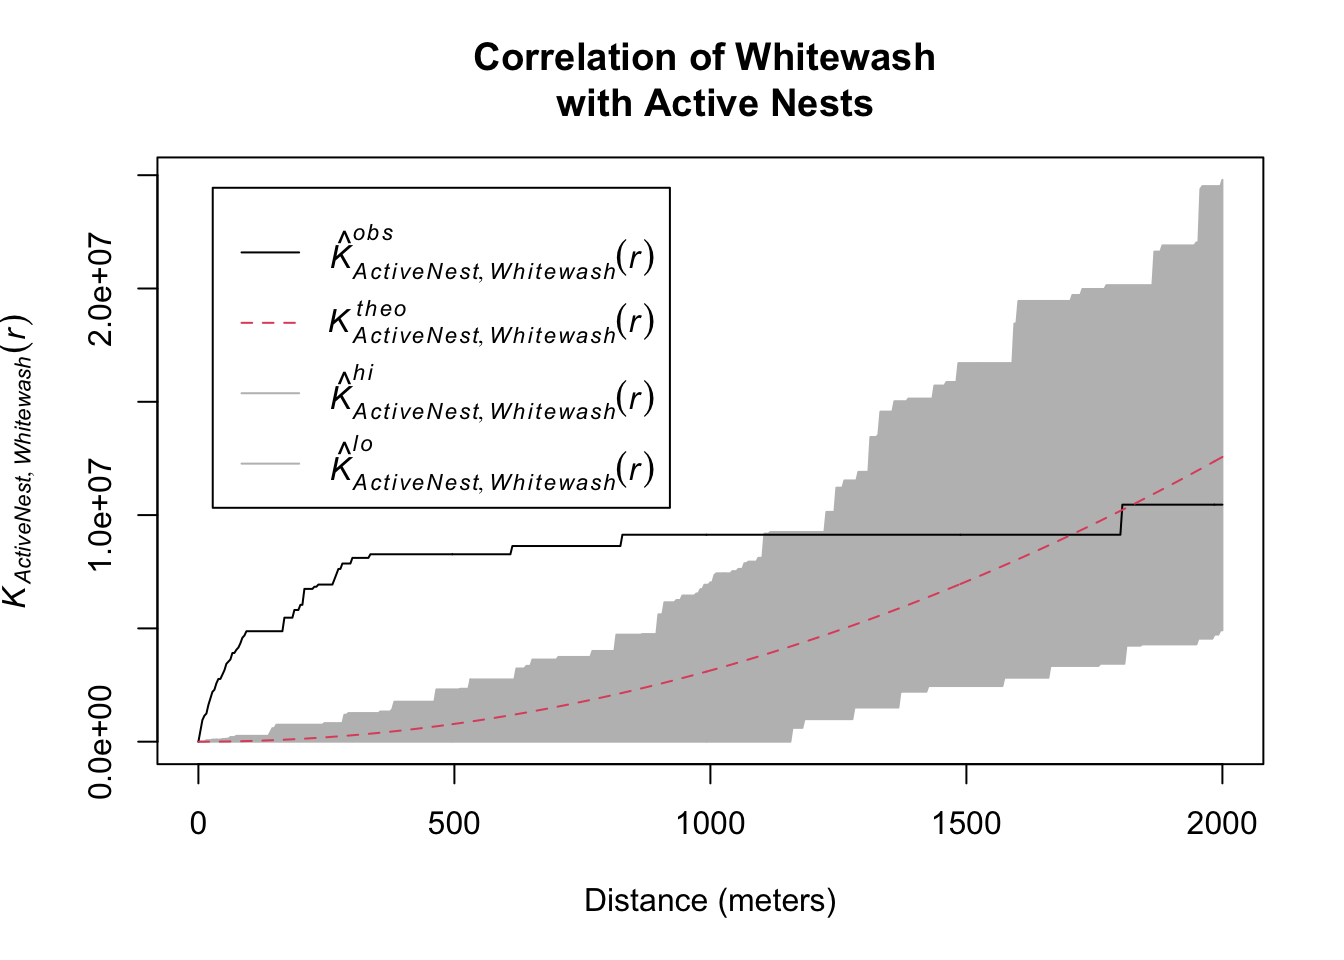 Correlation of Whitewash
with Active Nests
K̂^obs_ActiveNest, Whitewash(r)
K^theo_ActiveNest, Whitewash(r)
K̂^hi_ActiveNest, Whitewash(r)
K̂^lo_ActiveNest, Whitewash(r)
K_ActiveNest, Whitewash(r)
2.0e+07
1.0e+07
0.0e+00
0 500 1000 1500 2000
Distance (meters)